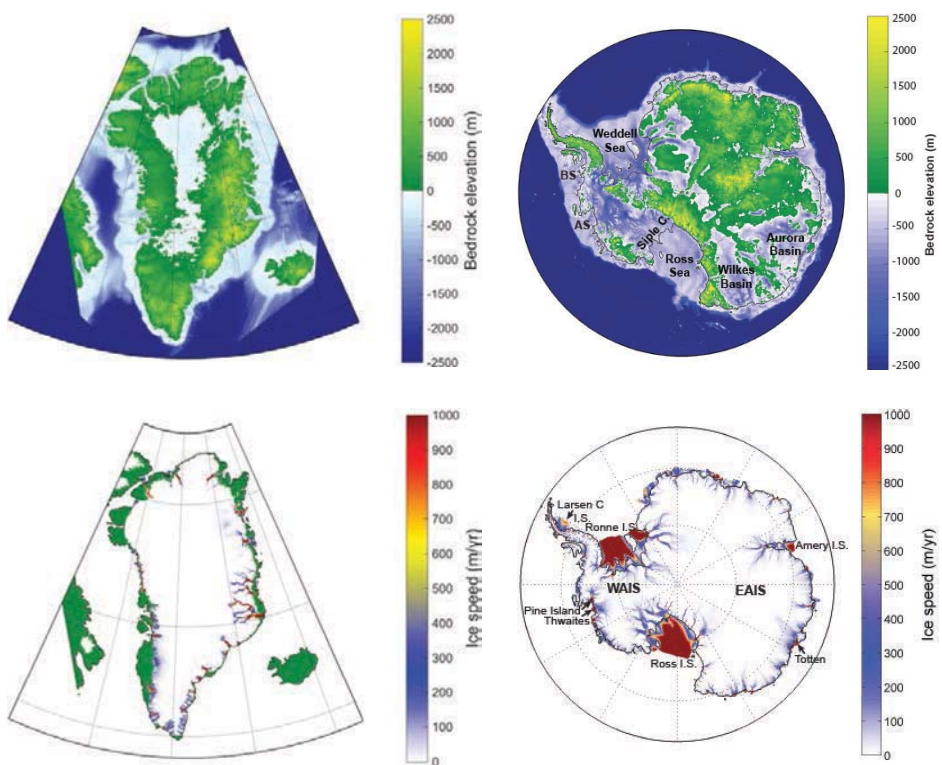 2500
2000
1500
1000
500
0
-500
-1000
-1500
-2000
-2500
Bedrock elevation (m)
Weddell
Sea
BS
AS
Siple C.
Ross
Sea
Wilkes
Basin
Aurora
Basin
2500
2000
1500
1000
500
0
-500
-1000
-1500
-2000
-2500
Bedrock elevation (m)
1000
900
800
700
600
500
400
300
200
100
0
Ice speed (m/yr)
Larsen C
I.S.
Ronne I.S.
Amery I.S.
WAIS
EAIS
Pine Island
Thwaites
Ross I.S.
Totten
1000
900
800
700
600
500
400
300
200
100
0
Ice speed (m/yr)